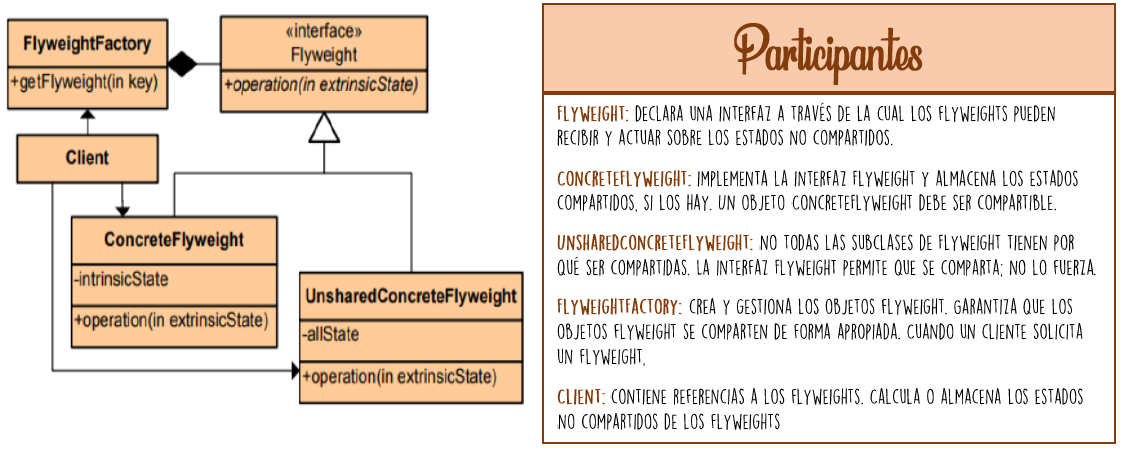 FlyweightFactory
+getFlyweight(in key)
«interface»
Flyweight
+operation(in extrinsicState)
Client
ConcreteFlyweight
-intrinsicState
+operation(in extrinsicState)
UnsharedConcreteFlyweight
-allState
+operation(in extrinsicState)
Participantes
FLYWEIGHT: DECLARA UNA INTERFAZ A TRAVÉS DE LA CUAL LOS FLYWEIGHTS PUEDEN
RECIBIR Y ACTUAR SOBRE LOS ESTADOS NO COMPARTIDOS.
CONCRETEFLYWEIGHT: IMPLEMENTA LA INTERFAZ FLYWEIGHT Y ALMACENA LOS ESTADOS
COMPARTIDOS, SI LOS HAY. UN OBJETO CONCRETEFLYWEIGHT DEBE SER COMPARTIBLE.
UNSHAREDCONCRETEFLYWEIGHT: NO TODAS LAS SUBCLASES DE FLYWEIGHT TIENEN POR
QUÉ SER COMPARTIDAS. LA INTERFAZ FLYWEIGHT PERMITE QUE SE COMPARTA; NO LO FUERZA.
FLYWEIGHTFACTORY: CREA Y GESTIONA LOS OBJETOS FLYWEIGHT. GARANTIZA QUE LOS
OBJETOS FLYWEIGHT SE COMPARTEN DE FORMA APROPIADA. CUANDO UN CLIENTE SOLICITA
UN FLYWEIGHT,
CLIENT: CONTIENE REFERENCIAS A LOS FLYWEIGHTS. CALCULA O ALMACENA LOS ESTADOS
NO COMPARTIDOS DE LOS FLYWEIGHTS